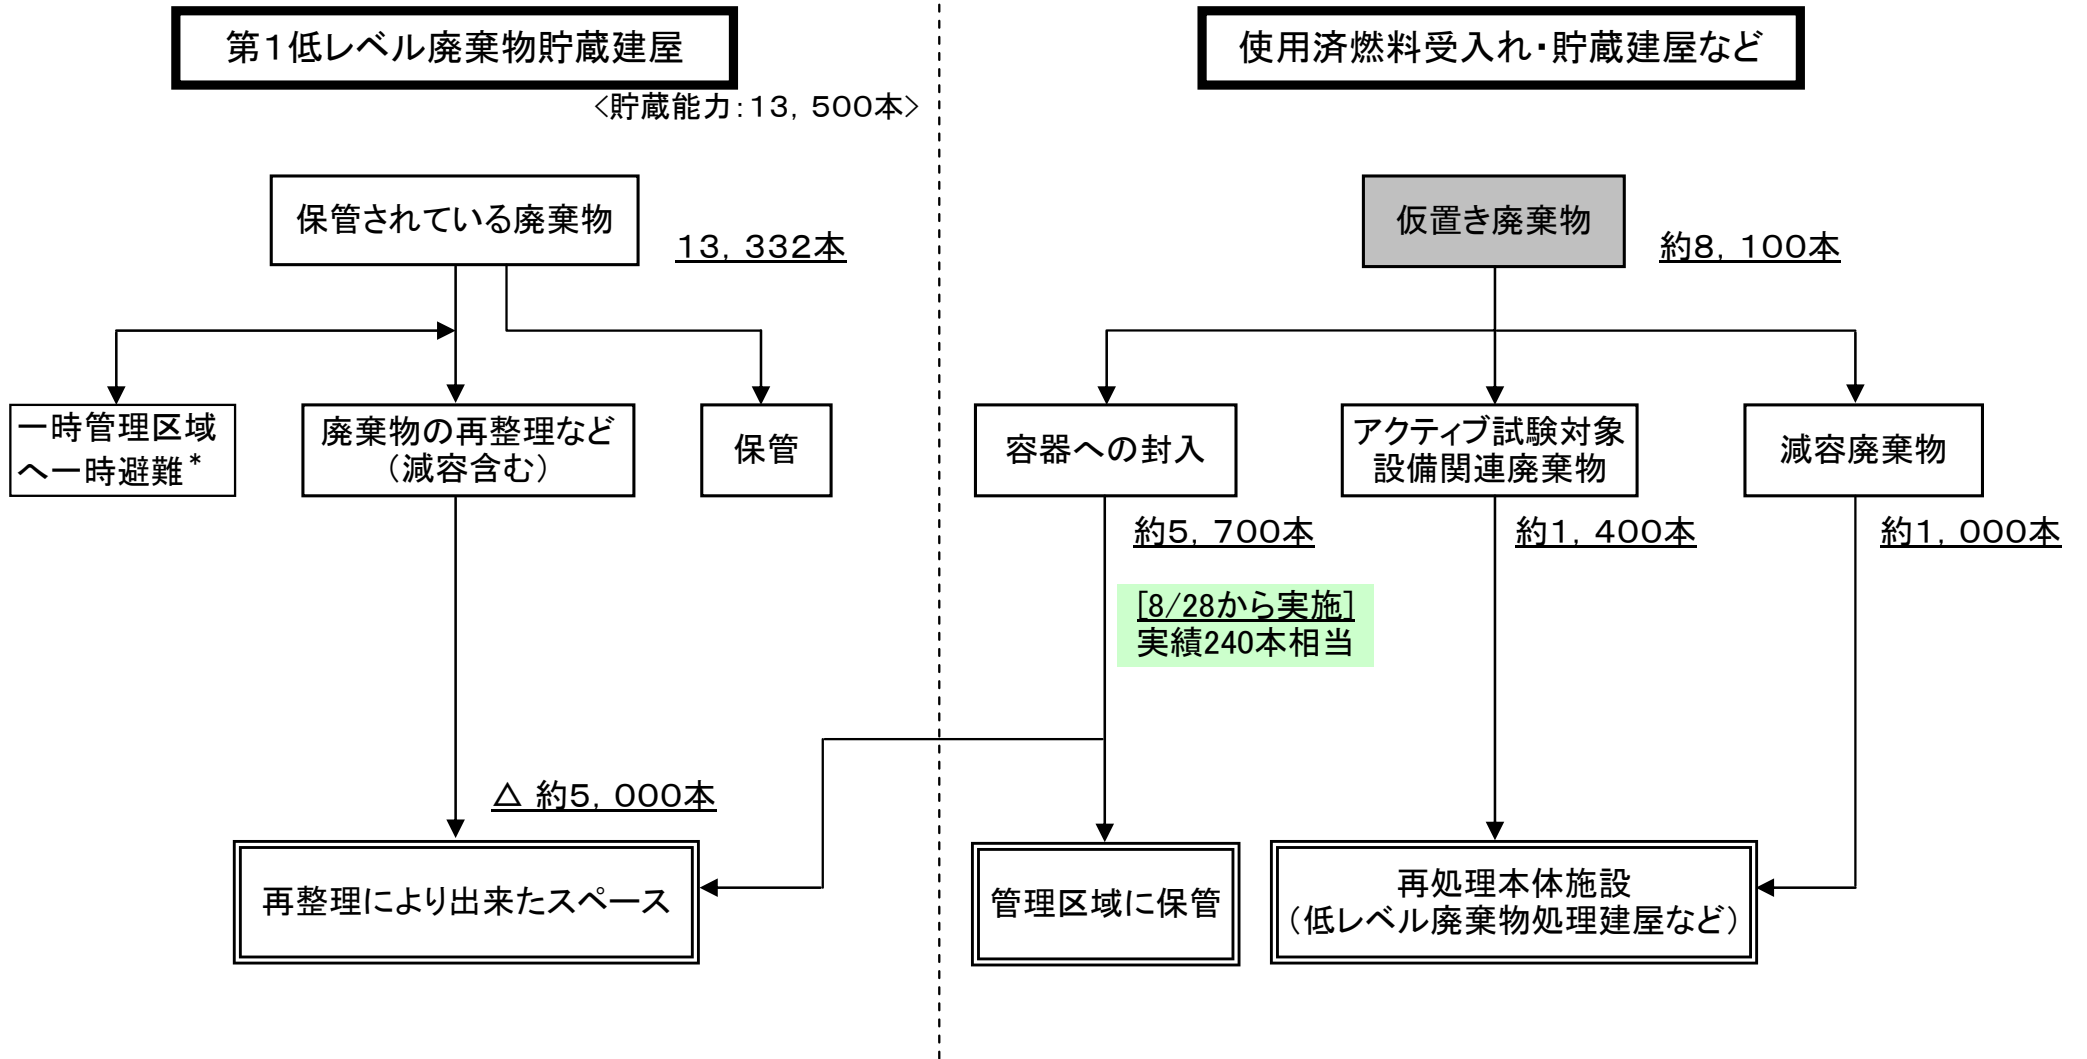 第1低レベル廃棄物貯蔵建屋
<貯蔵能力:13,500本>
保管されている廃棄物
13,332本
一時管理区域
へ一時避難*
廃棄物の再整理など
(減容含む)
保管
△ 約5,000本
再整理により出来たスペース
使用済燃料受入れ・貯蔵建屋など
仮置き廃棄物
約8,100本
容器への封入
アクティブ試験対象
設備関連廃棄物
減容廃棄物
約5,700本
約1,400本
約1,000本
[8/28から実施]
実績240本相当
管理区域に保管
再処理本体施設
(低レベル廃棄物処理建屋など)